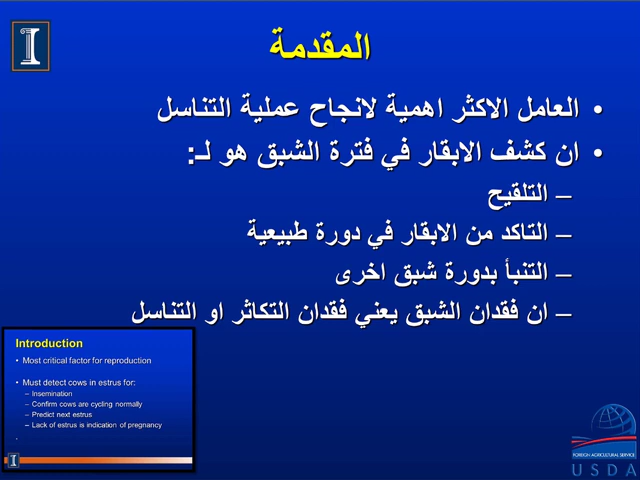 المقدمة
• العامل الاكثر اهمية لانجاح عملية التناسل
• ان كشف الابقار في فترة الشبق هو لـ:
– التلقيح
– التاكد من الابقار في دورة طبيعية
– التنبأ بدورة شبق اخرى
– ان فقدان الشبق يعني فقدان التكاثر او التناسل
Introduction
• Most critical factor for reproduction
• Must detect cows in estrus for:
– Insemination
– Confirm cows are cycling normally
– Predict next estrus
– Lack of estrus is indication of pregnancy
FOREIGN AGRICULTURAL SERVICE
USDA